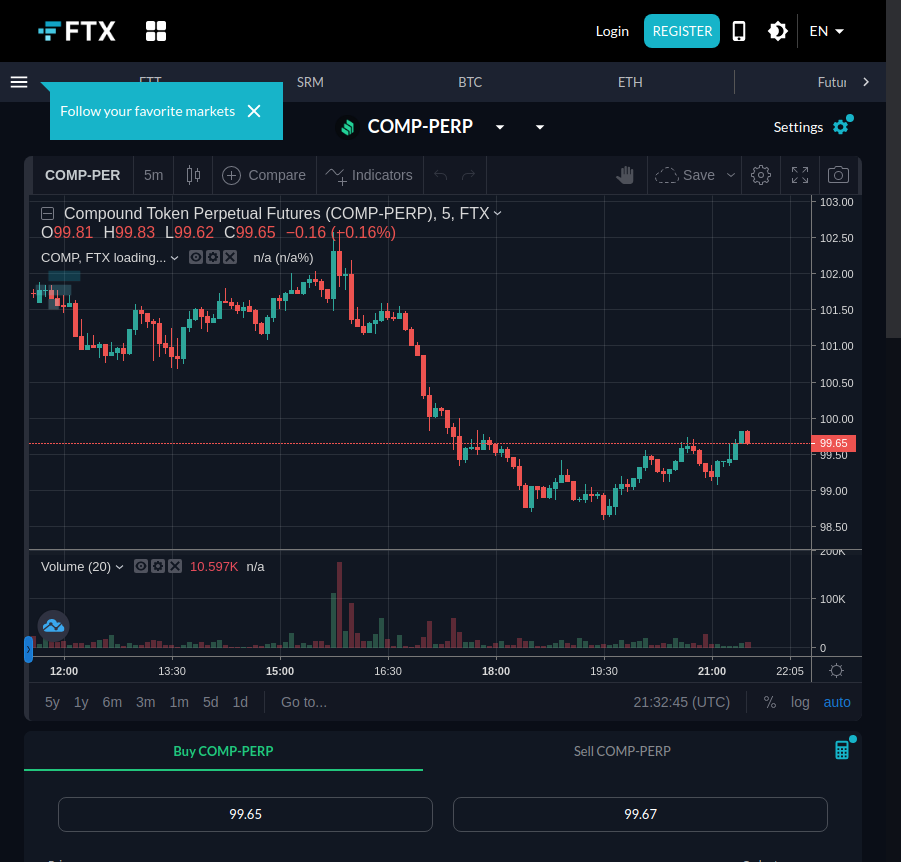 FTX
Login REGISTER EN
FTT SRM BTC ETH Futur
Follow your favorite markets
COMP-PERP
Settings
COMP-PER 5m Compare Indicators Save
Compound Token Perpetual Futures (COMP-PERP), 5, FTX
O99.81 H99.83 L99.62 C99.65 −0.16 (−0.16%)
COMP, FTX loading... n/a (n/a%)
103.00
102.50
102.00
101.50
101.00
100.50
100.00
99.65
99.50
99.00
98.50
200K
Volume (20) 10.597K n/a
100K
0
12:00 13:30 15:00 16:30 18:00 19:30 21:00 22:05
5y 1y 6m 3m 1m 5d 1d Go to... 21:32:45 (UTC) % log auto
Buy COMP-PERP Sell COMP-PERP
99.65 99.67